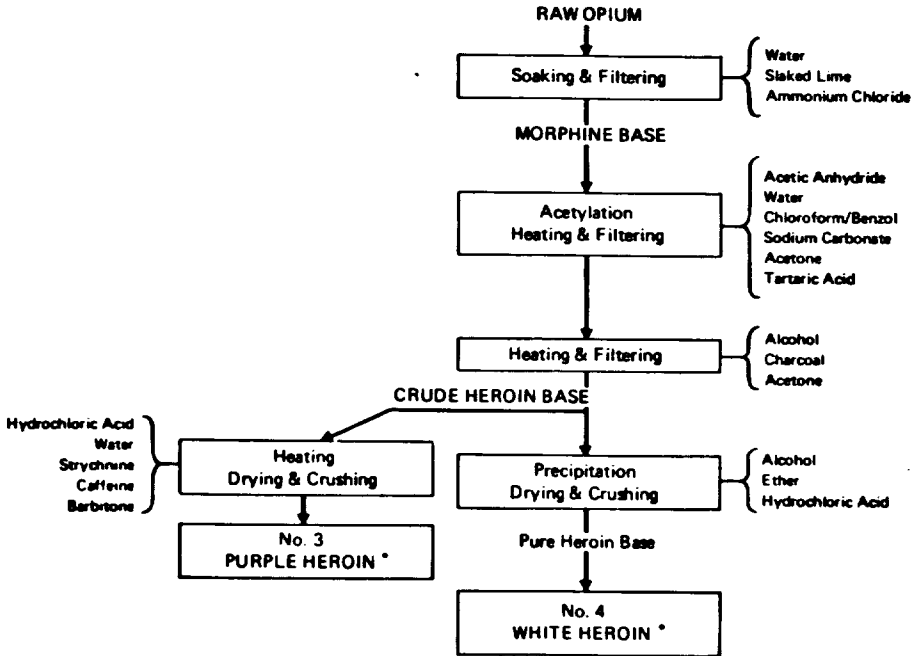 RAW OPIUM
Soaking & Filtering
Water
Slaked Lime
Ammonium Chloride
MORPHINE BASE
Acetylation
Heating & Filtering
Acetic Anhydride
Water
Chloroform/Benzol
Sodium Carbonate
Acetone
Tartaric Acid
Heating & Filtering
Alcohol
Charcoal
Acetone
CRUDE HEROIN BASE
Hydrochloric Acid
Water
Strychnine
Caffeine
Barbitone
Heating
Drying & Crushing
Precipitation
Drying & Crushing
Alcohol
Ether
Hydrochloric Acid
No. 3
PURPLE HEROIN *
Pure Heroin Base
No. 4
WHITE HEROIN *